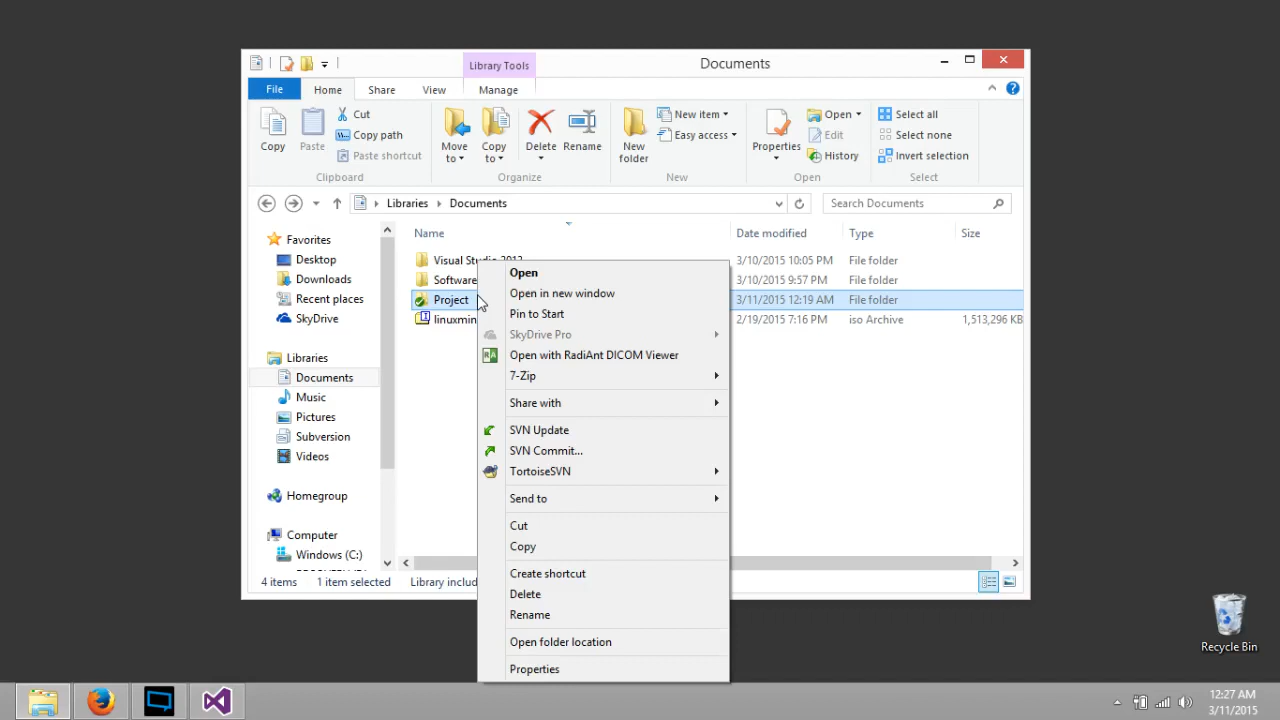 Library Tools
Documents
File
Home
Share
View
Manage
Copy
Paste
Cut
Copy path
Paste shortcut
Clipboard
Move to
Copy to
Delete
Rename
Organize
New folder
New item
Easy access
New
Properties
Open
Edit
History
Open
Select all
Select none
Invert selection
Select
Libraries
Documents
Search Documents
Favorites
Desktop
Downloads
Recent places
SkyDrive
Libraries
Documents
Music
Pictures
Subversion
Videos
Homegroup
Computer
Windows (C:)
Name
Date modified
Type
Size
Visual Studio 2013
3/10/2015 10:05 PM
File folder
Software
3/10/2015 9:57 PM
File folder
Project
3/11/2015 12:19 AM
File folder
linuxmin
2/19/2015 7:16 PM
iso Archive
1,513,296 KB
Open
Open in new window
Pin to Start
SkyDrive Pro
Open with RadiAnt DICOM Viewer
7-Zip
Share with
SVN Update
SVN Commit...
TortoiseSVN
Send to
Cut
Copy
Create shortcut
Delete
Rename
Open folder location
Properties
4 items
1 item selected
Library includ
Recycle Bin
12:27 AM
3/11/2015